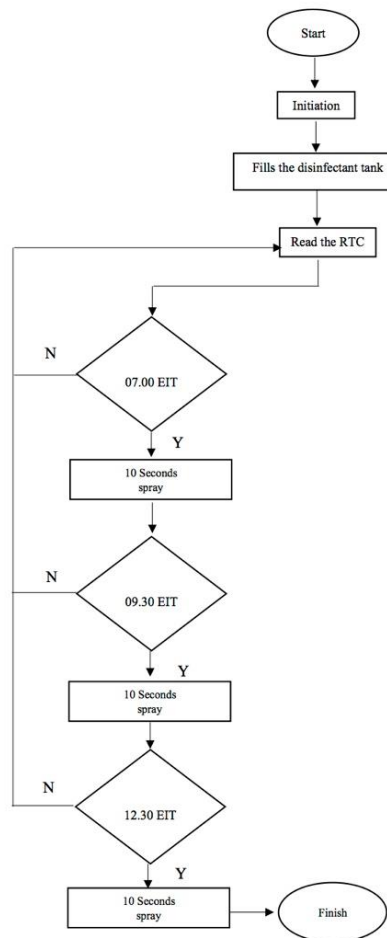 Start
Initiation
Fills the disinfectant tank
Read the RTC
N
07.00 EIT
Y
10 Seconds
spray
N
09.30 EIT
Y
10 Seconds
spray
N
12.30 EIT
Y
10 Seconds
spray
Finish